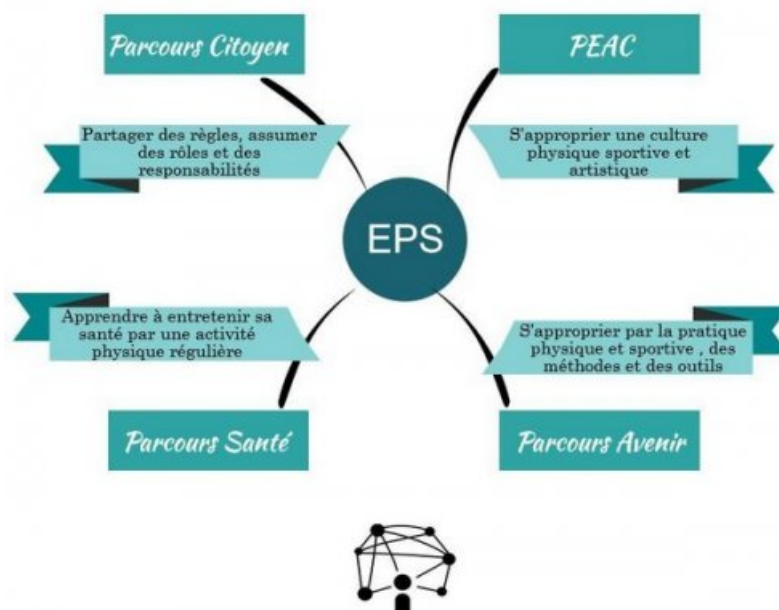 Parcours Citoyen
PEAC
Partager des règles, assumer
des rôles et des
responsabilités
S'approprier une culture
physique sportive et
artistique
EPS
Apprendre à entretenir sa
santé par une activité
physique régulière
S'approprier par la pratique
physique et sportive , des
méthodes et des outils
Parcours Santé
Parcours Avenir